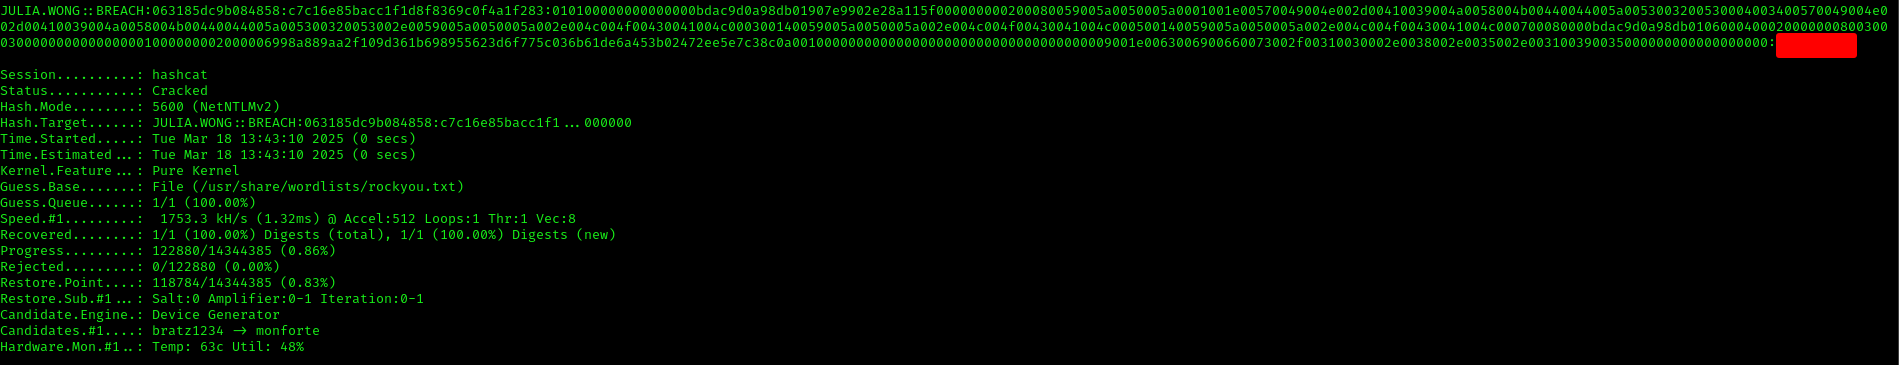 JULIA.WONG::BREACH:063185dc9b084858:c7c16e85bacc1f1d8f8369c0f4a1f283:010100000000000000bdac9d0a98db01907e9902e28a115f000000000200080059005a0050005a0001001e00570049004e002d00410039004a0058004b00440044005a0053003200530004003400570049004e0
02d00410039004a0058004b00440044005a00530032005300​2e0059005a0050005a002e004c004f00430041004c000300140059005a0050005a002e004c004f00430041004c000500140059005a0050005a002e004c004f00430041004c000700080000bdac9d0a98db0106000400020000000800300
0300000000000000001000000002000006998a889aa2f109d361b698955623d6f775c036b61de6a453b02472ee5e7c38c0a0010000000000000000000000000000000000009001e0063006900660073002f00310030002e0038002e0035002e003100390035000000000000000000:
Session..........: hashcat
Status...........: Cracked
Hash.Mode........: 5600 (NetNTLMv2)
Hash.Target......: JULIA.WONG::BREACH:063185dc9b084858:c7c16e85bacc1f1...000000
Time.Started.....: Tue Mar 18 13:43:10 2025 (0 secs)
Time.Estimated...: Tue Mar 18 13:43:10 2025 (0 secs)
Kernel.Feature...: Pure Kernel
Guess.Base.......: File (/usr/share/wordlists/rockyou.txt)
Guess.Queue......: 1/1 (100.00%)
Speed.#1.........:  1753.3 kH/s (1.32ms) @ Accel:512 Loops:1 Thr:1 Vec:8
Recovered........: 1/1 (100.00%) Digests (total), 1/1 (100.00%) Digests (new)
Progress.........: 122880/14344385 (0.86%)
Rejected.........: 0/122880 (0.00%)
Restore.Point....: 118784/14344385 (0.83%)
Restore.Sub.#1...: Salt:0 Amplifier:0-1 Iteration:0-1
Candidate.Engine.: Device Generator
Candidates.#1....: bratz1234 -> monforte
Hardware.Mon.#1..: Temp: 63c Util: 48%